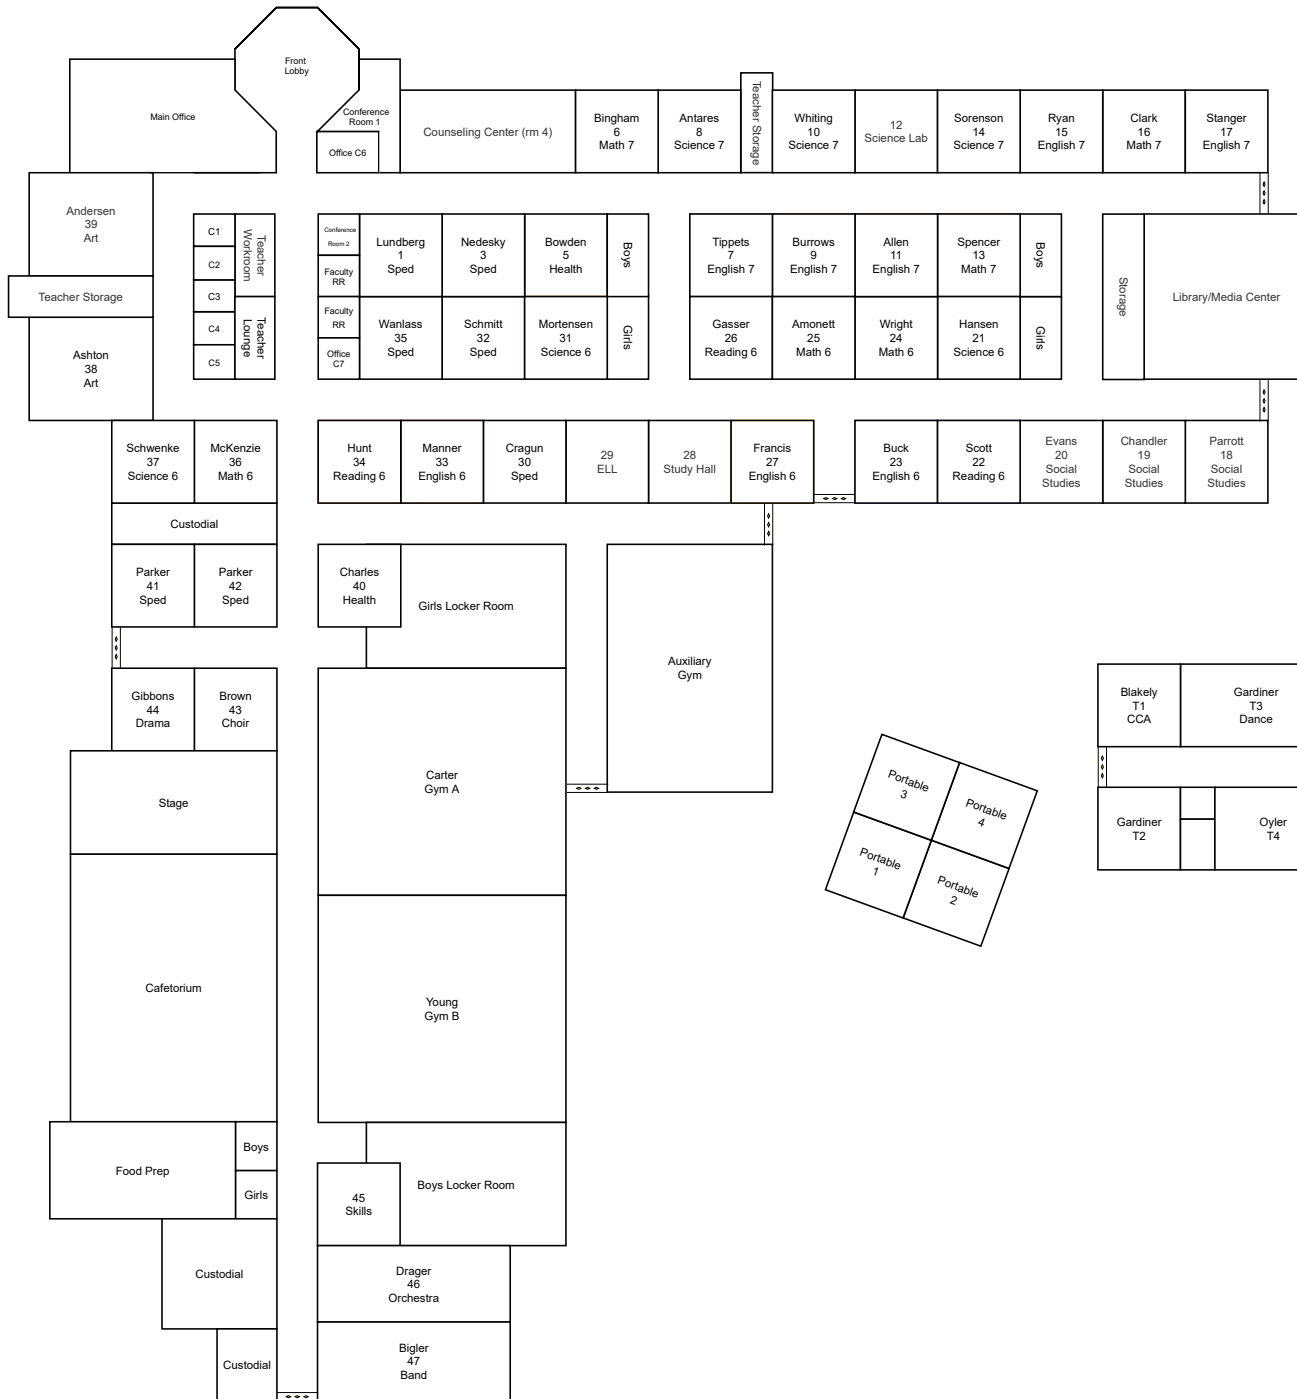 Front
Lobby
Main Office
Conference
Room 1
Office C6
Counseling Center (rm 4)
Bingham
6
Math 7
Antares
8
Science 7
Teacher Storage
Whiting
10
Science 7
12
Science Lab
Sorenson
14
Science 7
Ryan
15
English 7
Clark
16
Math 7
Stanger
17
English 7
Andersen
39
Art
Teacher Storage
Ashton
38
Art
C1
C2
C3
C4
C5
Teacher
Workroom
Teacher
Lounge
Conference
Room 2
Faculty
RR
Faculty
RR
Office
C7
Lundberg
1
Sped
Nedesky
3
Sped
Bowden
5
Health
Boys
Wanlass
35
Sped
Schmitt
32
Sped
Mortensen
31
Science 6
Girls
Tippets
7
English 7
Burrows
9
English 7
Allen
11
English 7
Spencer
13
Math 7
Boys
Gasser
26
Reading 6
Amonett
25
Math 6
Wright
24
Math 6
Hansen
21
Science 6
Girls
Storage
Library/Media Center
Schwenke
37
Science 6
McKenzie
36
Math 6
Hunt
34
Reading 6
Manner
33
English 6
Cragun
30
Sped
29
ELL
28
Study Hall
Francis
27
English 6
Buck
23
English 6
Scott
22
Reading 6
Evans
20
Social
Studies
Chandler
19
Social
Studies
Parrott
18
Social
Studies
Custodial
Parker
41
Sped
Parker
42
Sped
Charles
40
Health
Girls Locker Room
Auxiliary
Gym
Gibbons
44
Drama
Brown
43
Choir
Stage
Carter
Gym A
Blakely
T1
CCA
Gardiner
T3
Dance
Gardiner
T2
Oyler
T4
Portable
3
Portable
4
Portable
1
Portable
2
Cafetorium
Young
Gym B
Food Prep
Boys
Girls
45
Skills
Boys Locker Room
Custodial
Drager
46
Orchestra
Custodial
Bigler
47
Band